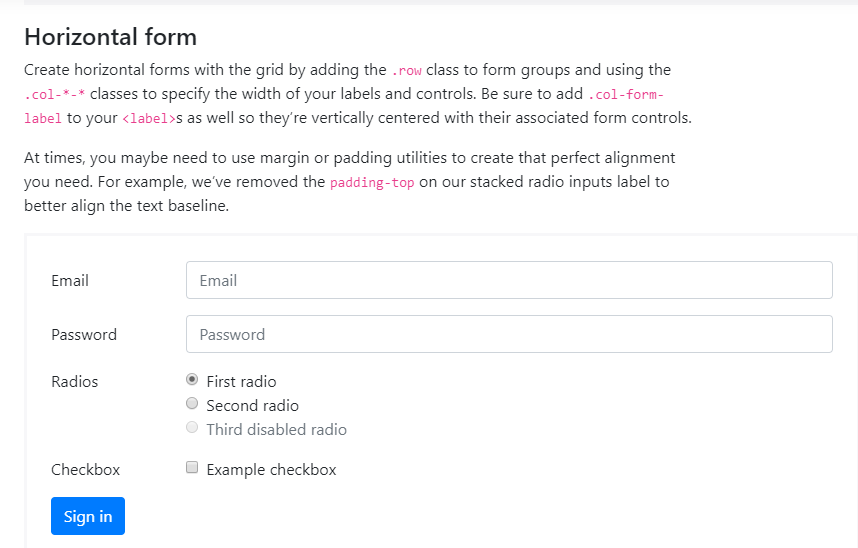 Horizontal form
Create horizontal forms with the grid by adding the .row class to form groups and using the
.col-*-* classes to specify the width of your labels and controls. Be sure to add .col-form-
label to your <label>s as well so they’re vertically centered with their associated form controls.
At times, you maybe need to use margin or padding utilities to create that perfect alignment
you need. For example, we’ve removed the padding-top on our stacked radio inputs label to
better align the text baseline.
Email Email
Password Password
Radios First radio
Second radio
Third disabled radio
Checkbox Example checkbox
Sign in